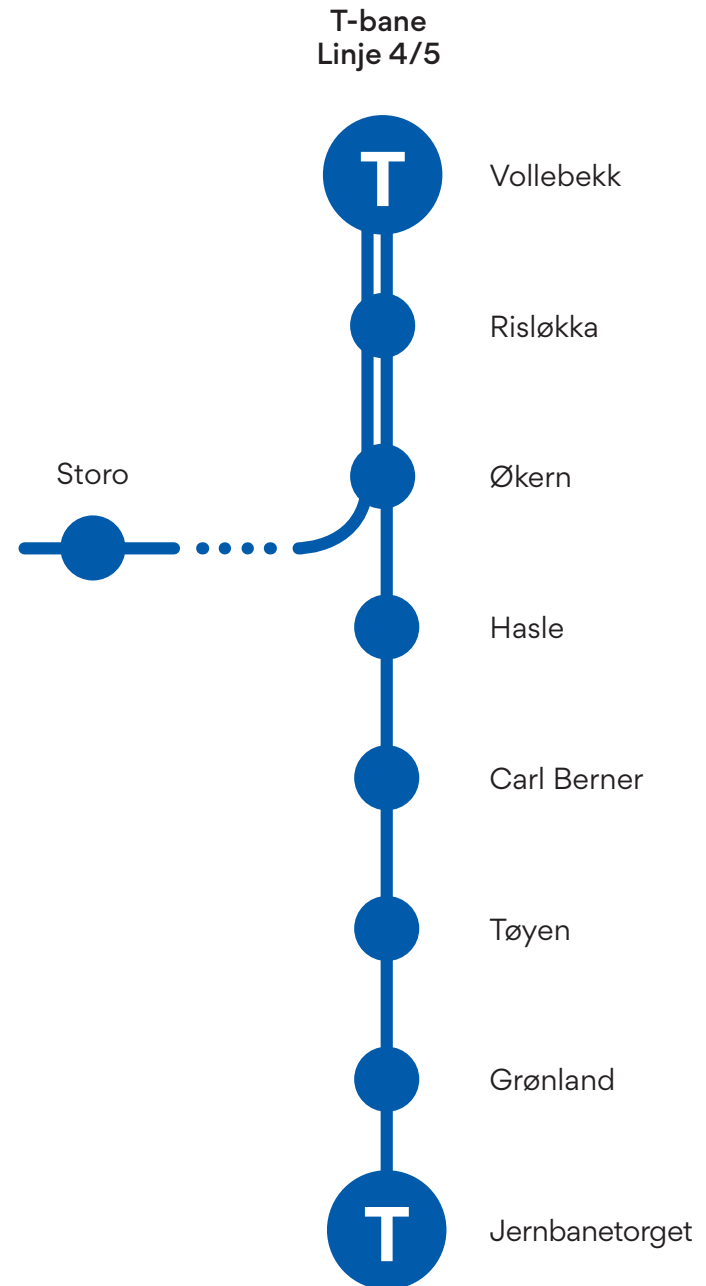 T-bane
Linje 4/5
T
Vollebekk
Risløkka
Storo
Økern
Hasle
Carl Berner
Tøyen
Grønland
T
Jernbanetorget